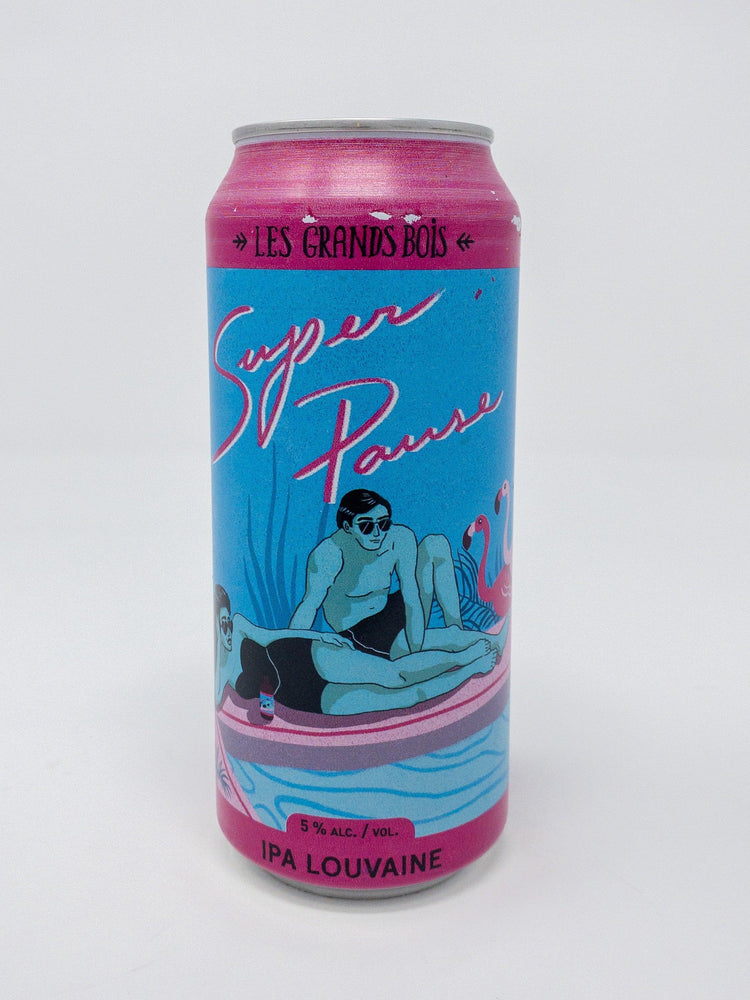 LES GRANDS BOiS
Super
Pause
5% ALC. / VOL.
IPA LOUVAINE